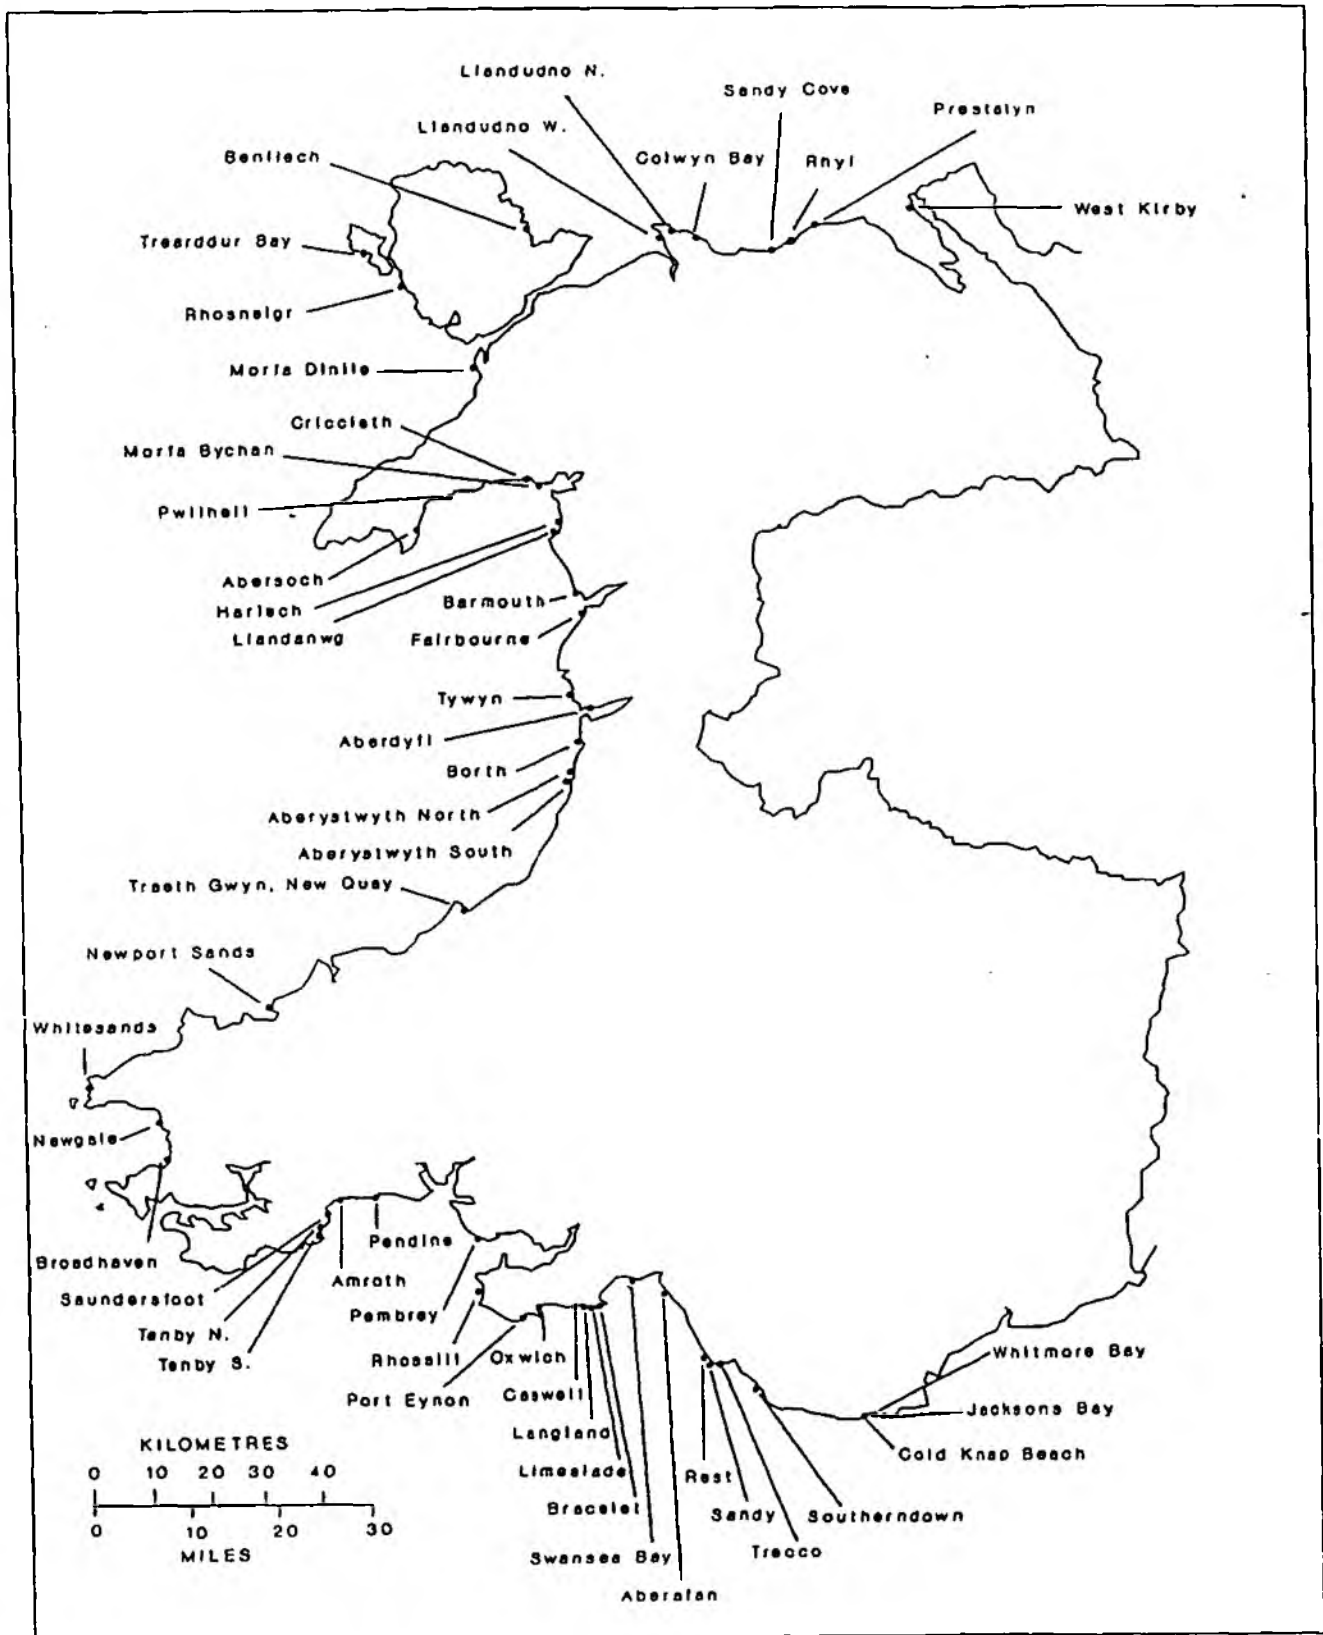 Llandudno N.
Sandy Cove
Prestatyn
Llandudno W.
Colwyn Bay
Rhyl
Benllech
West Kirby
Trearddur Bay
Rhosneigr
Morfa Dinlle
Criccieth
Morfa Bychan
Pwllheli
Abersoch
Harlech
Llandanwg
Barmouth
Fairbourne
Tywyn
Aberdyfi
Borth
Aberystwyth North
Aberystwyth South
Traeth Gwyn, New Quay
Newport Sands
Whitesands
Newgale
Broadhaven
Saundersfoot
Tenby N.
Tenby S.
Pendine
Amroth
Pembrey
Rhossili
Port Eynon
Oxwich
Caswell
Langland
Limeslade
Bracelet
Swansea Bay
Aberafan
Rest
Sandy
Trecco
Southerndown
Whitmore Bay
Jacksons Bay
Cold Knap Beach
KILOMETRES
0 10 20 30 40
0 10 20 30
MILES